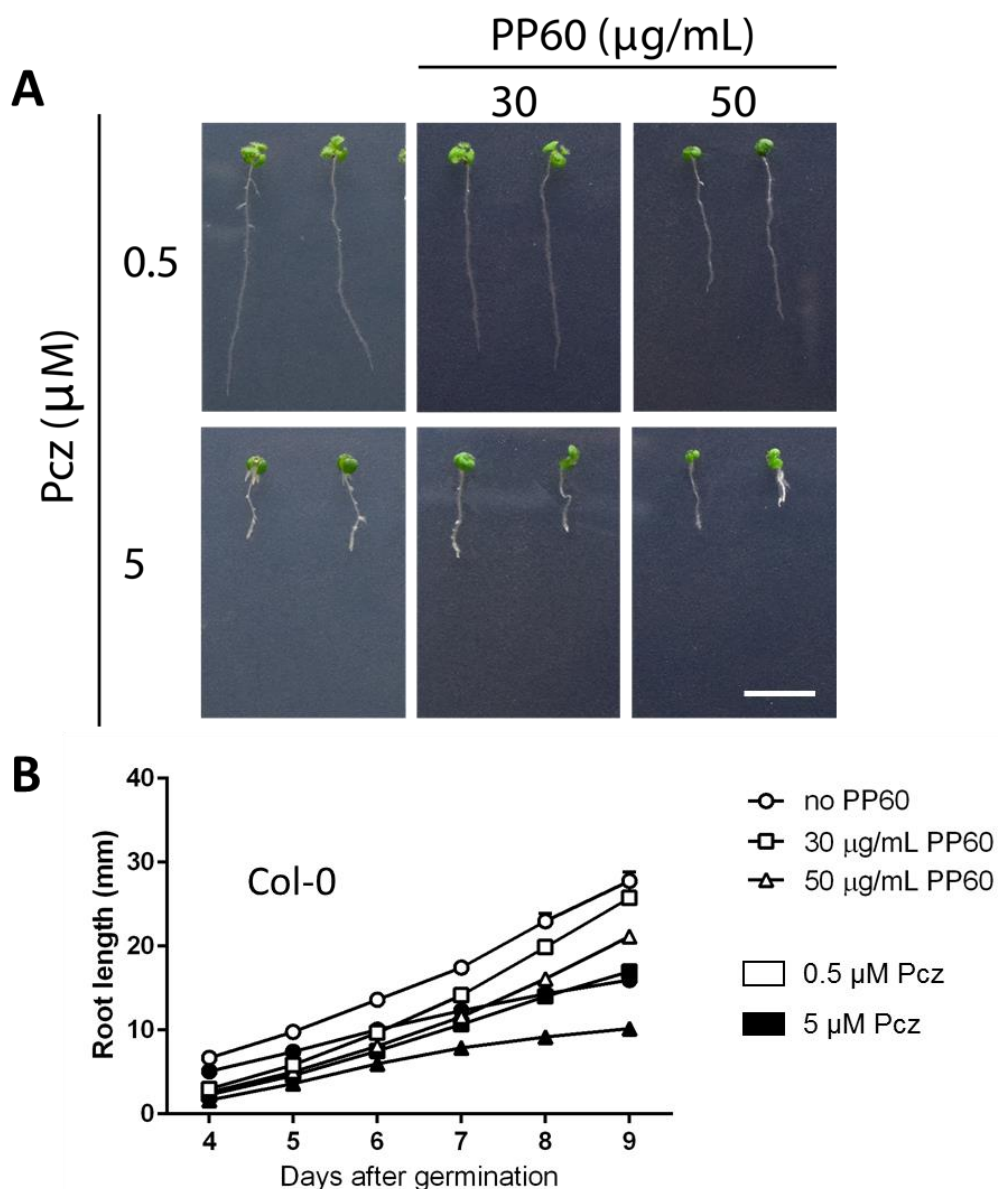 PP60 (µg/mL)
A
30 50
Pcz (µM)
0.5
5
B
40
30
20
10
0
Root length (mm)
Col-0
4 5 6 7 8 9
Days after germination
no PP60
30 µg/mL PP60
50 µg/mL PP60
0.5 µM Pcz
5 µM Pcz